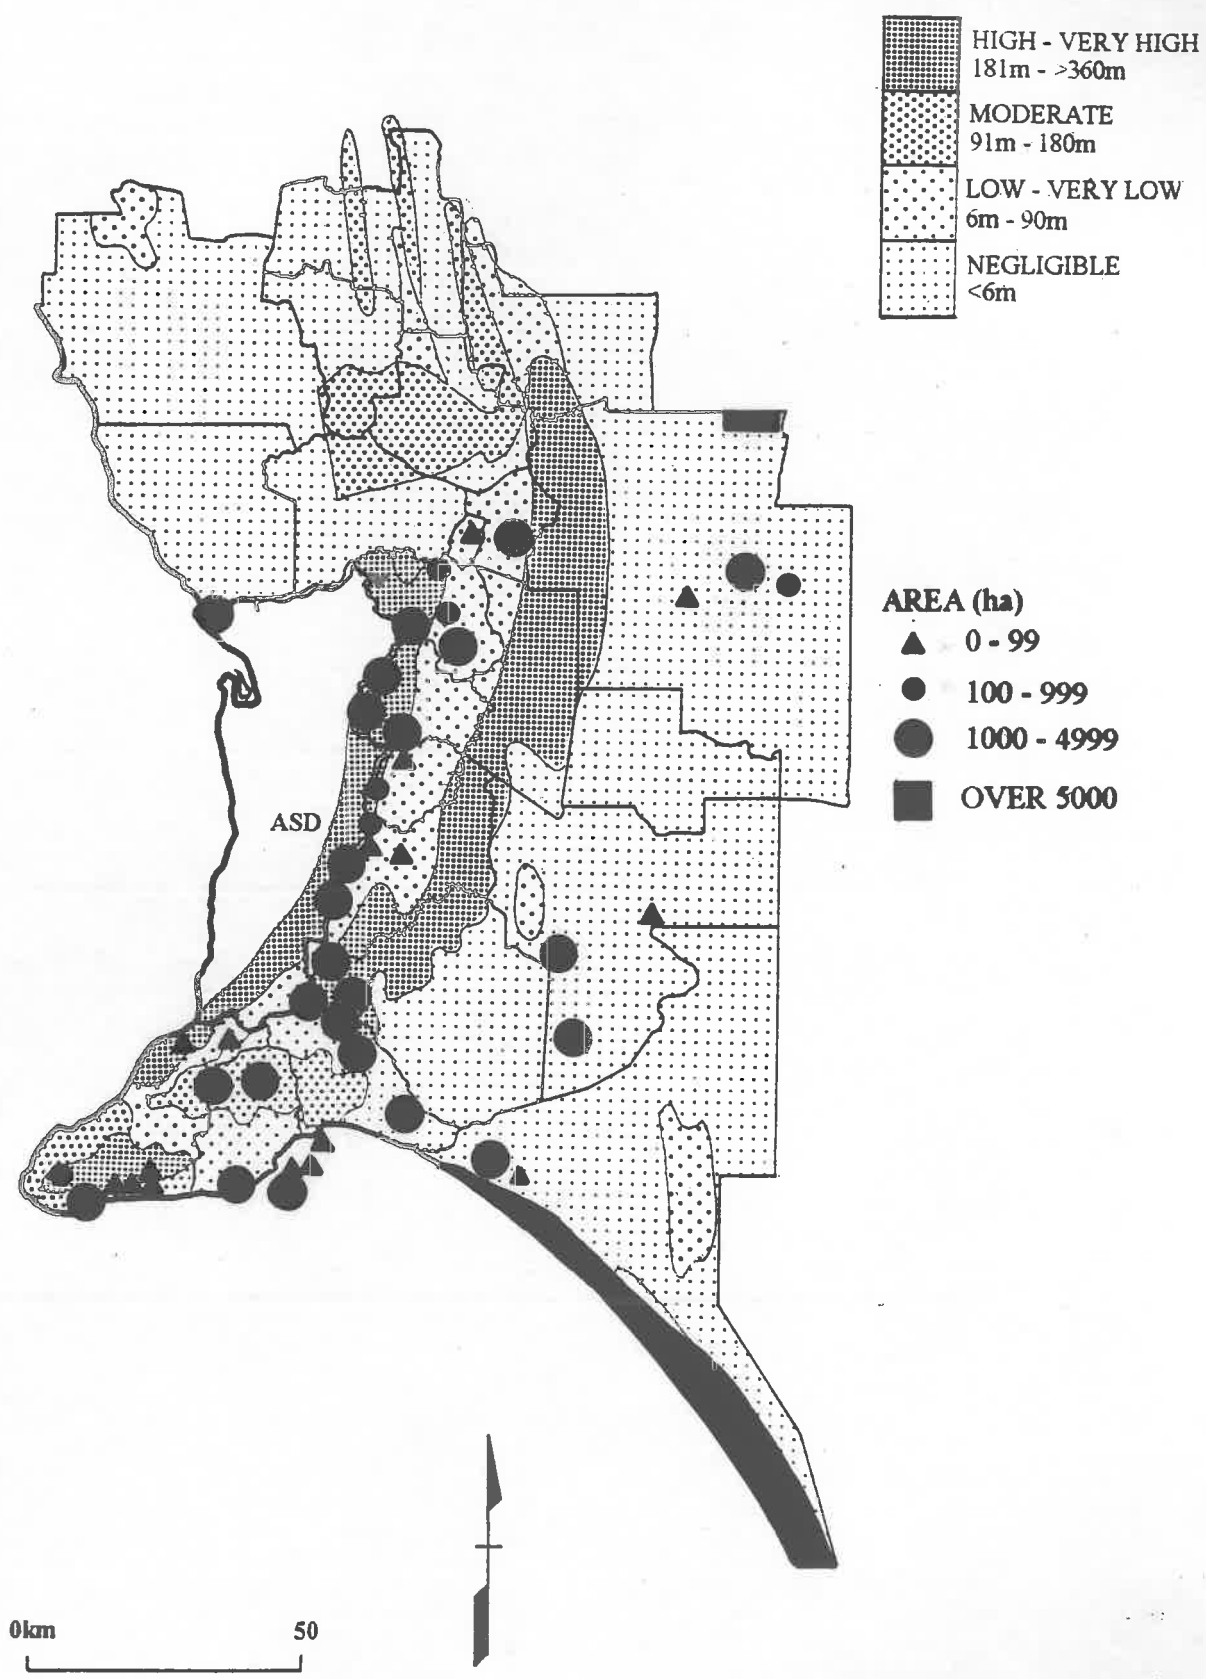 HIGH - VERY HIGH
181m - >360m
MODERATE
91m - 180m
LOW - VERY LOW
6m - 90m
NEGLIGIBLE
<6m
AREA (ha)
0 - 99
100 - 999
1000 - 4999
OVER 5000
ASD
0km 50